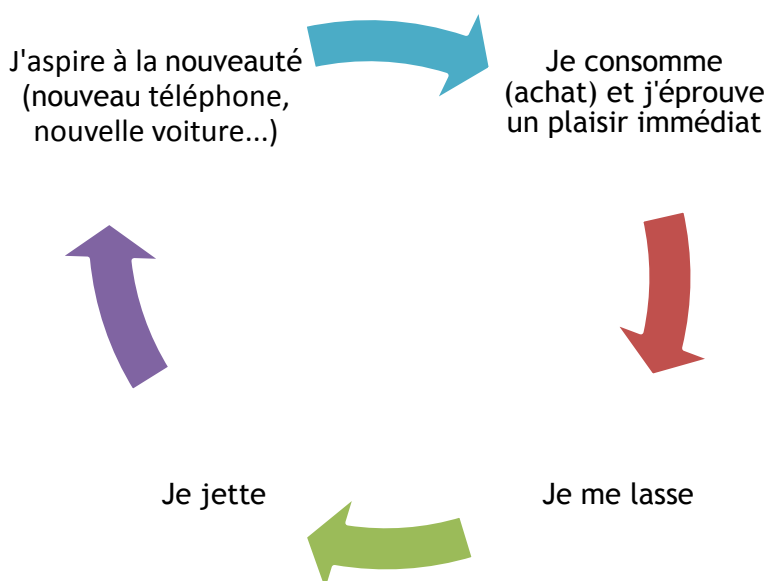 J'aspire à la nouveauté
(nouveau téléphone,
nouvelle voiture...)
Je consomme
(achat) et j'éprouve
un plaisir immédiat
Je me lasse
Je jette